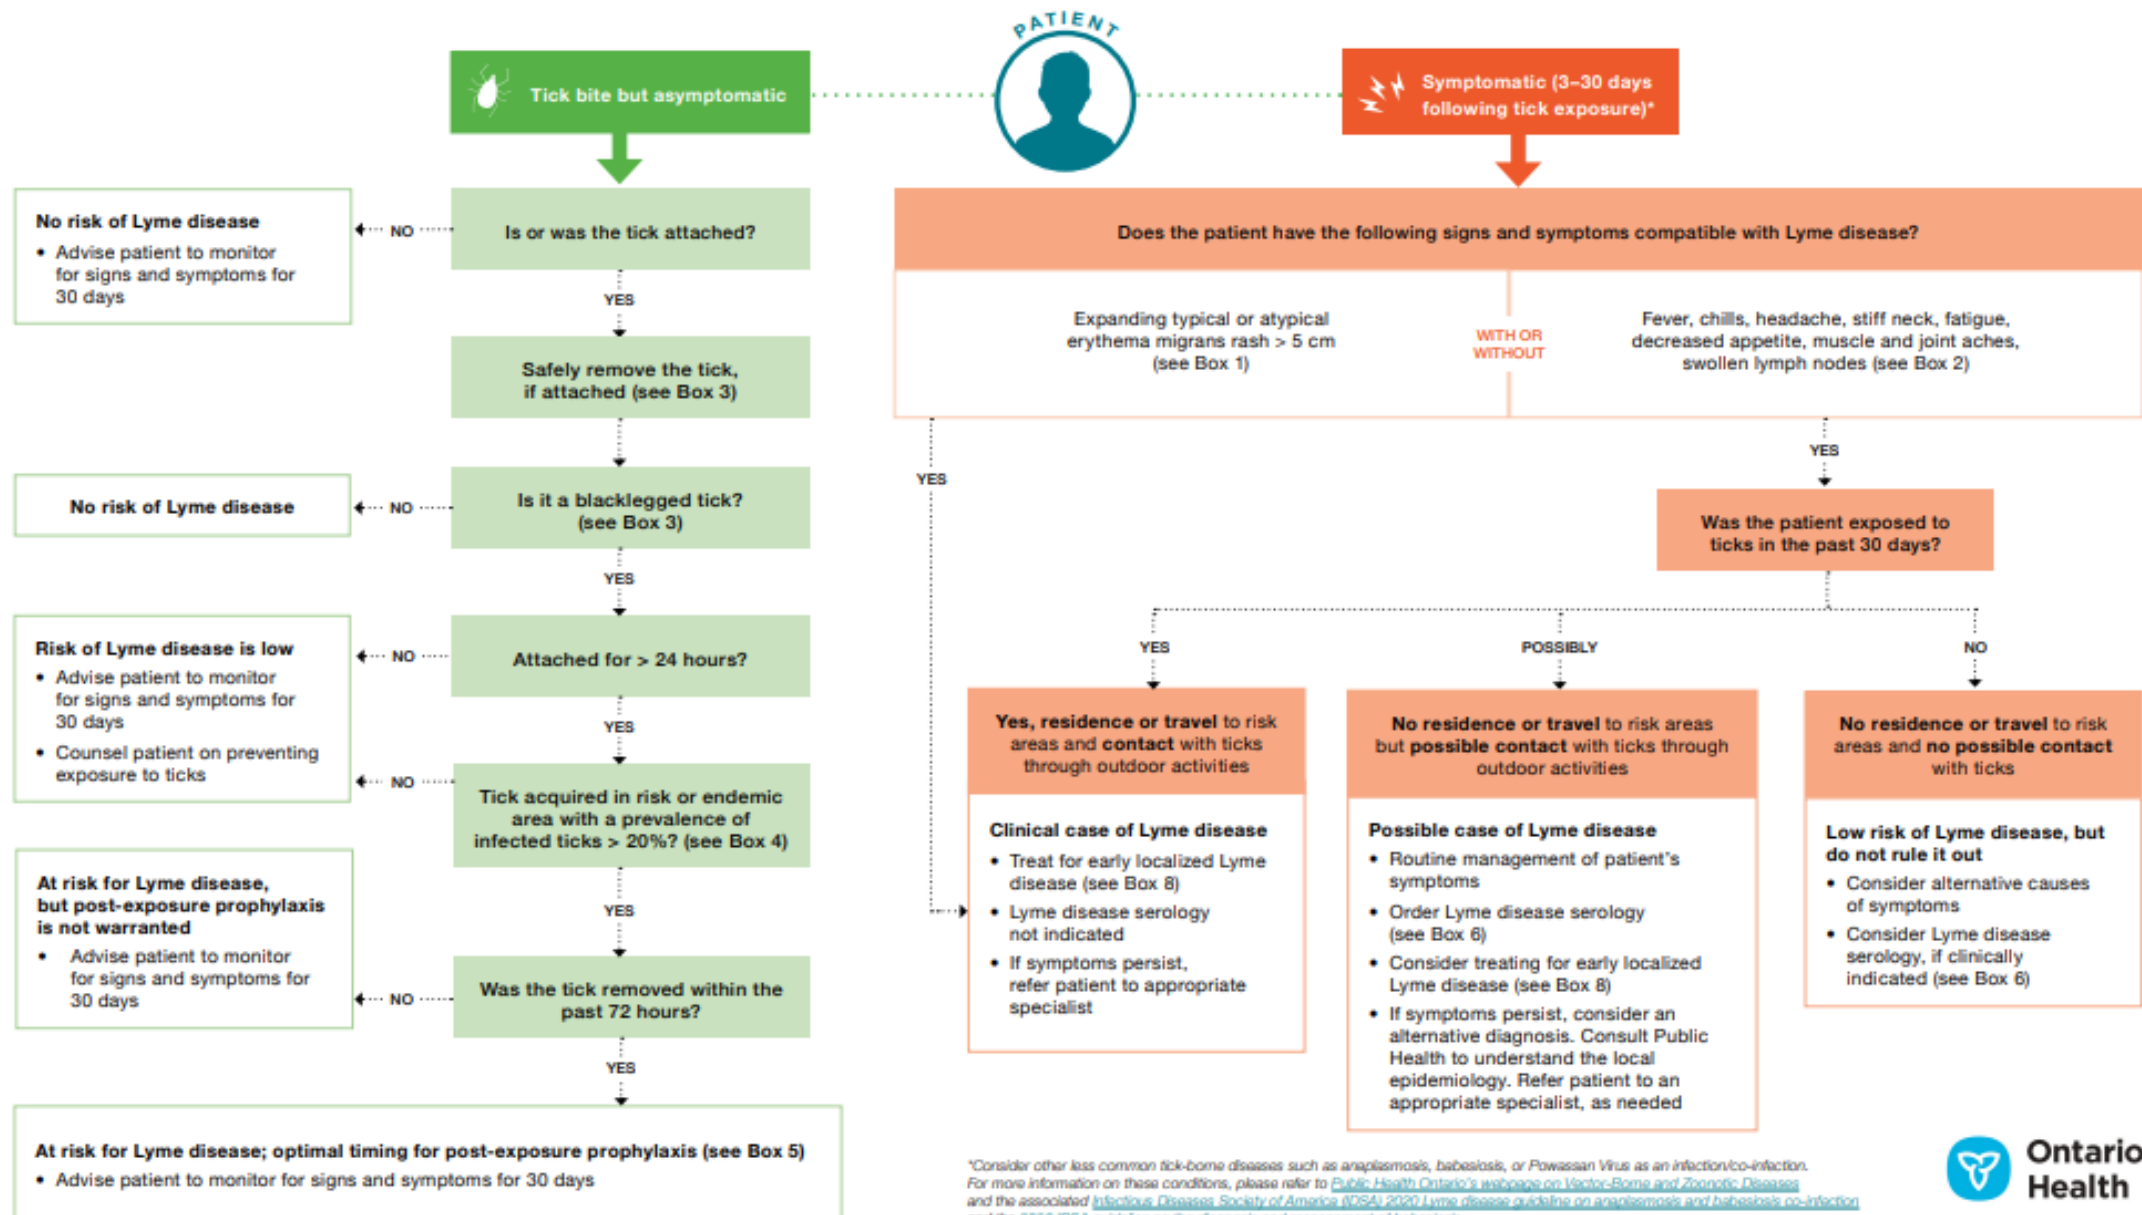 PATIENT
Tick bite but asymptomatic
Symptomatic (3–30 days
following tick exposure)*
Is or was the tick attached?
NO
No risk of Lyme disease
• Advise patient to monitor
for signs and symptoms for
30 days
YES
Safely remove the tick,
if attached (see Box 3)
Is it a blacklegged tick?
(see Box 3)
NO
No risk of Lyme disease
YES
Attached for > 24 hours?
NO
Risk of Lyme disease is low
• Advise patient to monitor
for signs and symptoms for
30 days
• Counsel patient on preventing
exposure to ticks
YES
NO
Tick acquired in risk or endemic
area with a prevalence of
infected ticks > 20%? (see Box 4)
YES
Was the tick removed within the
past 72 hours?
NO
At risk for Lyme disease,
but post-exposure prophylaxis
is not warranted
• Advise patient to monitor
for signs and symptoms for
30 days
YES
At risk for Lyme disease; optimal timing for post-exposure prophylaxis (see Box 5)
• Advise patient to monitor for signs and symptoms for 30 days
Does the patient have the following signs and symptoms compatible with Lyme disease?
Expanding typical or atypical
erythema migrans rash > 5 cm
(see Box 1)
WITH OR
WITHOUT
Fever, chills, headache, stiff neck, fatigue,
decreased appetite, muscle and joint aches,
swollen lymph nodes (see Box 2)
YES
YES
Was the patient exposed to
ticks in the past 30 days?
YES
POSSIBLY
NO
Yes, residence or travel to risk
areas and contact with ticks
through outdoor activities
Clinical case of Lyme disease
• Treat for early localized Lyme
disease (see Box 8)
• Lyme disease serology
not indicated
• If symptoms persist,
refer patient to appropriate
specialist
No residence or travel to risk areas
but possible contact with ticks through
outdoor activities
Possible case of Lyme disease
• Routine management of patient's
symptoms
• Order Lyme disease serology
(see Box 6)
• Consider treating for early localized
Lyme disease (see Box 8)
• If symptoms persist, consider an
alternative diagnosis. Consult Public
Health to understand the local
epidemiology. Refer patient to an
appropriate specialist, as needed
No residence or travel to risk
areas and no possible contact
with ticks
Low risk of Lyme disease, but
do not rule it out
• Consider alternative causes
of symptoms
• Consider Lyme disease
serology, if clinically
indicated (see Box 6)
*Consider other less common tick-borne diseases such as anaplasmosis, babesiosis, or Powassan Virus as an infection/co-infection.
For more information on these conditions, please refer to Public Health Ontario's webpage on Vector-Borne and Zoonotic Diseases
and the associated Infectious Diseases Society of America (IDSA) 2020 Lyme disease guideline on anaplasmosis and babesiosis co-infection
Ontario
Health